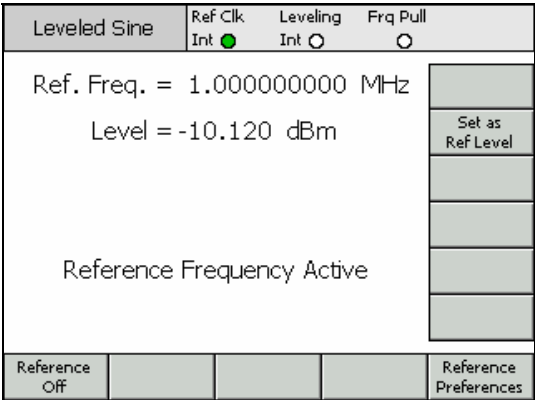 Leveled Sine
Ref Clk Leveling Frq Pull
Int Int
Ref. Freq. = 1.000000000 MHz
Level = -10.120 dBm
Set as
Ref Level
Reference Frequency Active
Reference
Off
Reference
Preferences